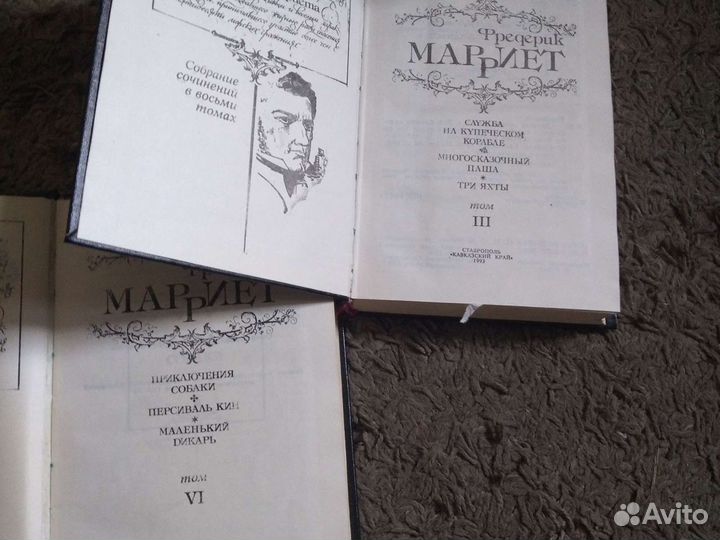 Собрание
сочинений
в восьми
томах
Фредерик
МАРРИЕТ
СЛУЖБА
НА КУПЕЧЕСКОМ
КОРАБЛЕ
МНОГОСКАЗОЧНЫЙ
ПАША
*
ТРИ ЯХТЫ
том
III
СТАВРОПОЛЬ
«КАВКАЗСКИЙ КРАЙ»
1993
МАРРИЕТ
ПРИКЛЮЧЕНИЯ
СОБАКИ
ПЕРСИВАЛЬ КИН
*
МАЛЕНЬКИЙ
ДИКАРЬ
том
VI
Avito